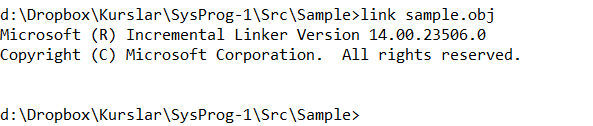 d:\Dropbox\Kurslar\SysProg-1\Src\Sample>link sample.obj
Microsoft (R) Incremental Linker Version 14.00.23506.0
Copyright (C) Microsoft Corporation.  All rights reserved.
d:\Dropbox\Kurslar\SysProg-1\Src\Sample>